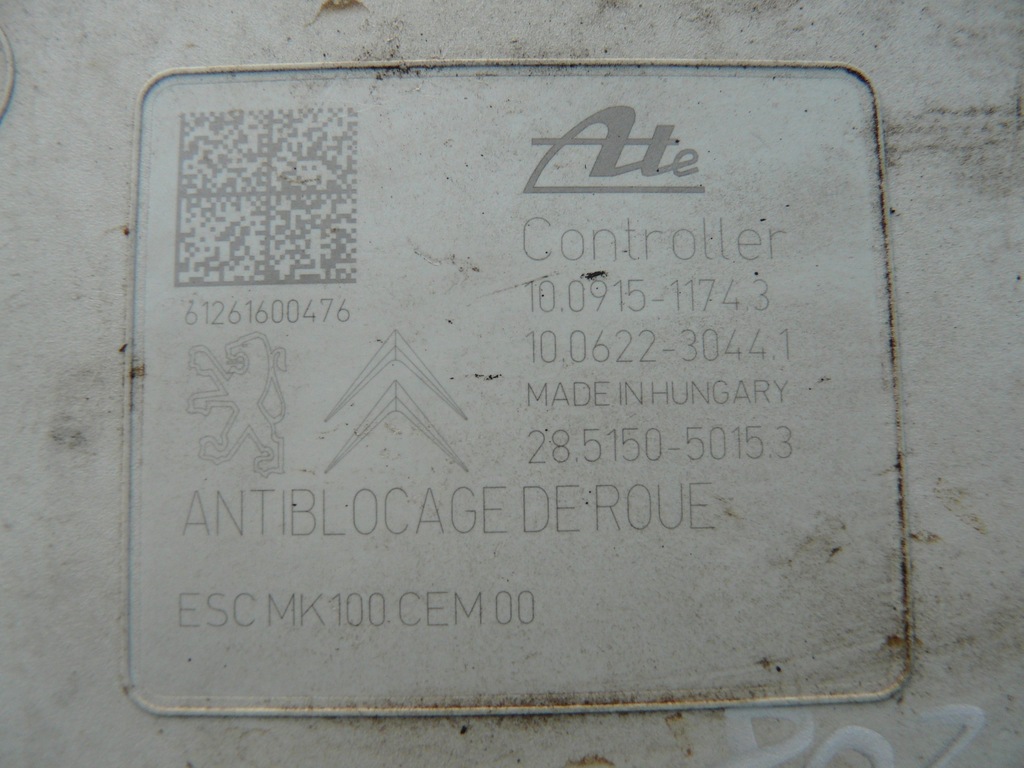 Ate
Controller
10.0915-1174.3
61261600476
10.0622-3044.1
MADE IN HUNGARY
28.5150-5015.3
ANTIBLOCAGE DE ROUE
ESC MK100 CEM 00